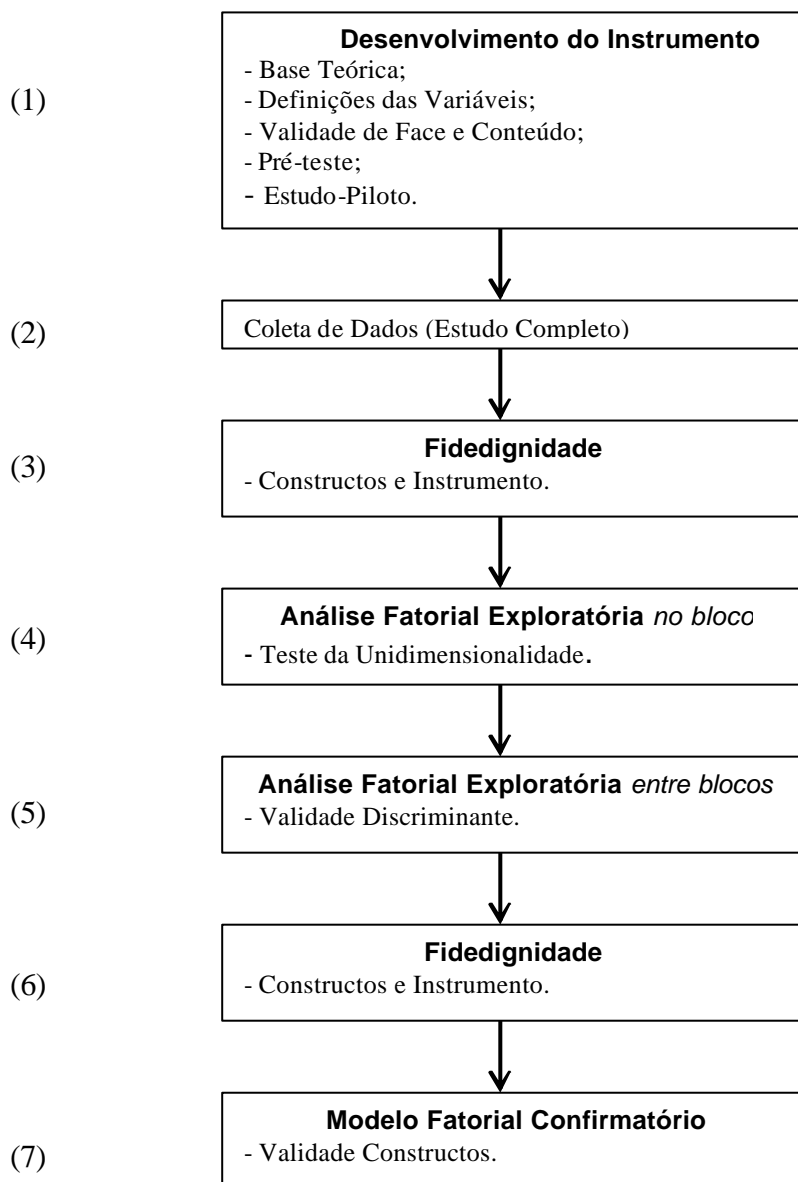 Desenvolvimento do Instrumento
(1)
- Base Teórica;
- Definições das Variáveis;
- Validade de Face e Conteúdo;
- Pré-teste;
- Estudo-Piloto.
(2)
Coleta de Dados (Estudo Completo)
(3)
Fidedignidade
- Constructos e Instrumento.
(4)
Análise Fatorial Exploratória no bloco
- Teste da Unidimensionalidade.
(5)
Análise Fatorial Exploratória entre blocos
- Validade Discriminante.
(6)
Fidedignidade
- Constructos e Instrumento.
(7)
Modelo Fatorial Confirmatório
- Validade Constructos.